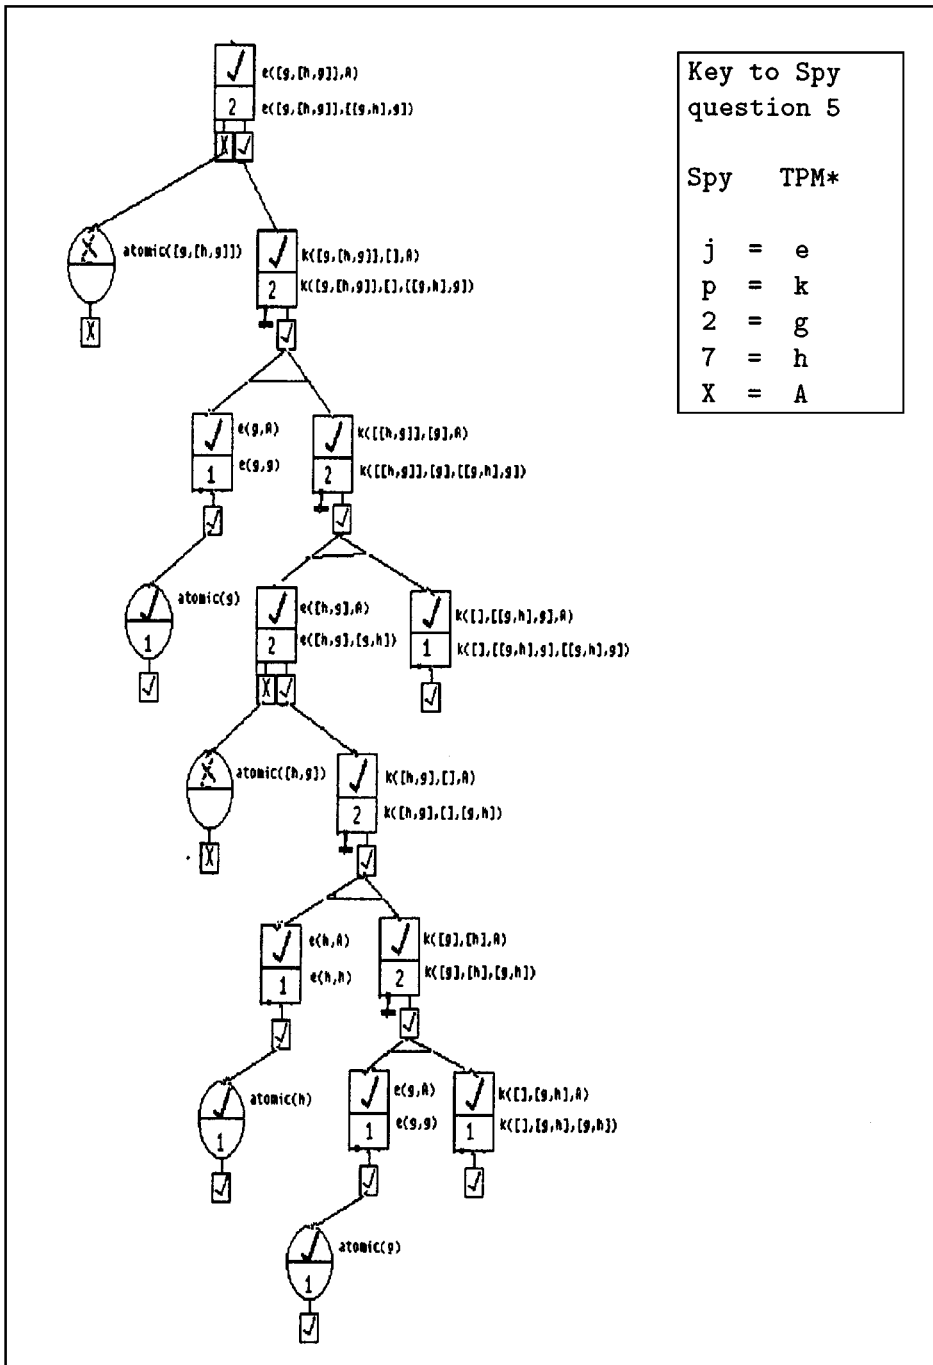 e([g,[h,g]],A)
2
e([g,[h,g]],[[g,h],g])
X
X
atomic([g,[h,g]])
X
k([g,[h,g]],[],A)
2
k([g,[h,g]],[],[[g,h],g])
e(g,A)
1
e(g,g)
k([[h,g]],[g],A)
2
k([[h,g]],[g],[[g,h],g])
atomic(g)
1
e([h,g],A)
2
e([h,g],[g,h])
X
k([],[[g,h],g],A)
1
k([],[[g,h],g],[[g,h],g])
X
atomic([h,g])
X
k([h,g],[],A)
2
k([h,g],[],[g,h])
e(h,A)
1
e(h,h)
k([g],[h],A)
2
k([g],[h],[g,h])
atomic(h)
1
e(g,A)
1
e(g,g)
k([],[g,h],A)
1
k([],[g,h],[g,h])
atomic(g)
1
Key to Spy
question 5
Spy TPM*
j = e
p = k
2 = g
7 = h
X = A